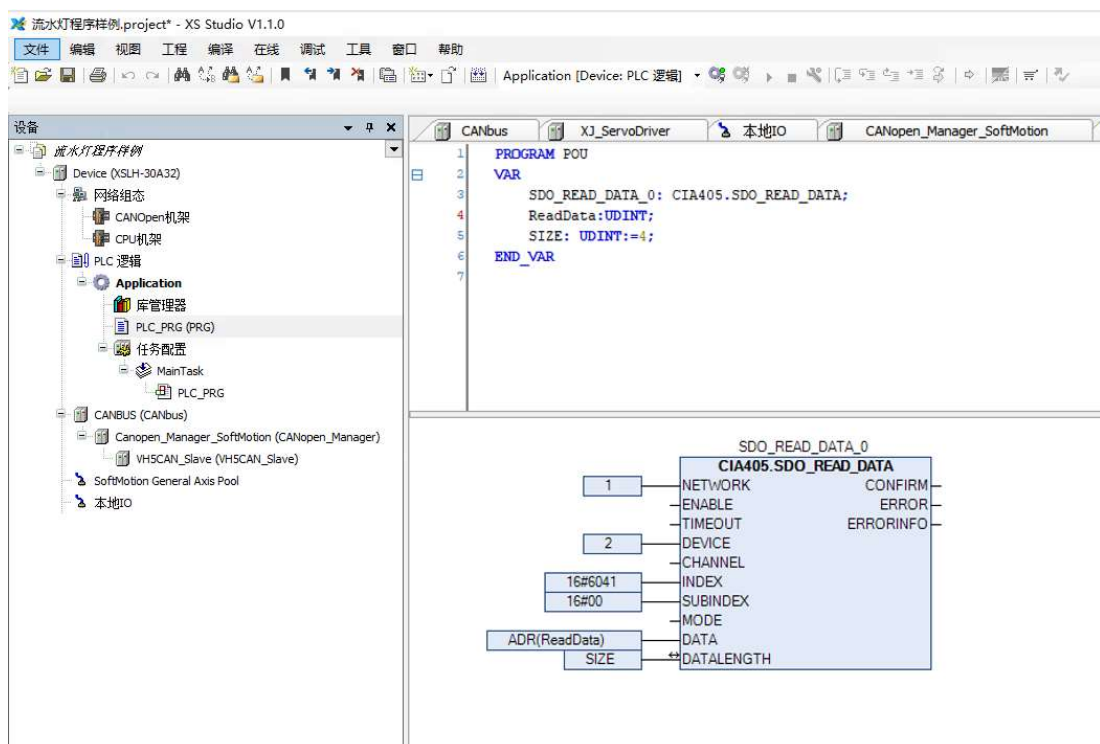 流水灯程序样例.project* - XS Studio V1.1.0
文件 编辑 视图 工程 编译 在线 调试 工具 窗口 帮助
Application [Device: PLC 逻辑]
设备
流水灯程序样例
Device (XSLH-30A32)
网络组态
CANOpen机架
CPU机架
PLC 逻辑
Application
库管理器
PLC_PRG (PRG)
任务配置
MainTask
PLC_PRG
CANBUS (CANbus)
Canopen_Manager_SoftMotion (CANopen_Manager)
VH5CAN_Slave (VH5CAN_Slave)
SoftMotion General Axis Pool
本地IO
CANbus XJ_ServoDriver 本地IO CANopen_Manager_SoftMotion
1 PROGRAM POU
2 VAR
3 SDO_READ_DATA_0: CIA405.SDO_READ_DATA;
4 ReadData:UDINT;
5 SIZE: UDINT:=4;
6 END_VAR
7
SDO_READ_DATA_0
CIA405.SDO_READ_DATA
1 NETWORK CONFIRM
ENABLE ERROR
TIMEOUT ERRORINFO
2 DEVICE
CHANNEL
16#6041 INDEX
16#00 SUBINDEX
MODE
ADR(ReadData) DATA
SIZE DATALENGTH